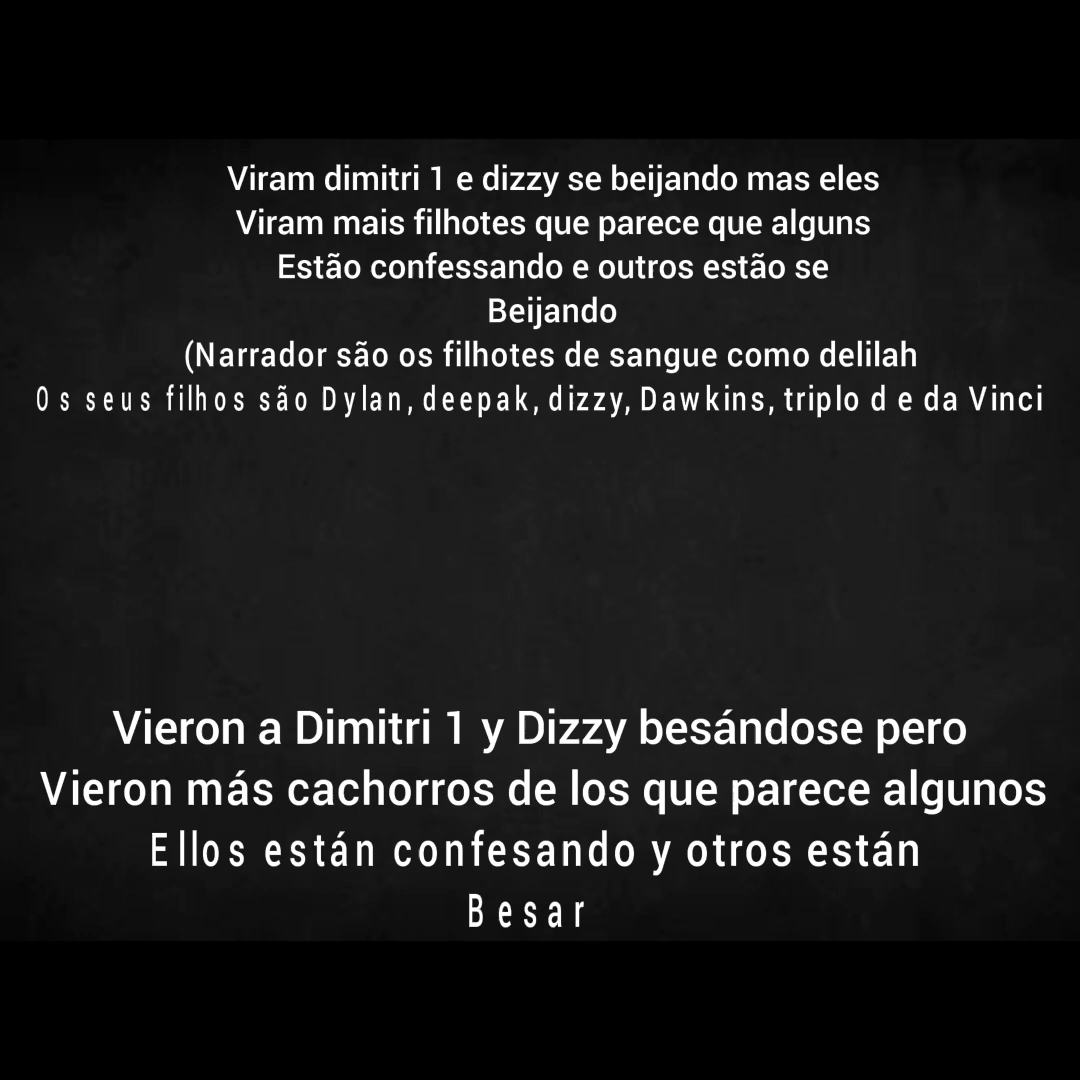 Viram dimitri 1 e dizzy se beijando mas eles
Viram mais filhotes que parece que alguns
Estão confessando e outros estão se
Beijando
(Narrador são os filhotes de sangue como delilah
Os seus filhos são Dylan, deepak, dizzy, Dawkins, triplo d e da Vinci
Vieron a Dimitri 1 y Dizzy besándose pero
Vieron más cachorros de los que parece algunos
Ellos están confesando y otros están
Besar